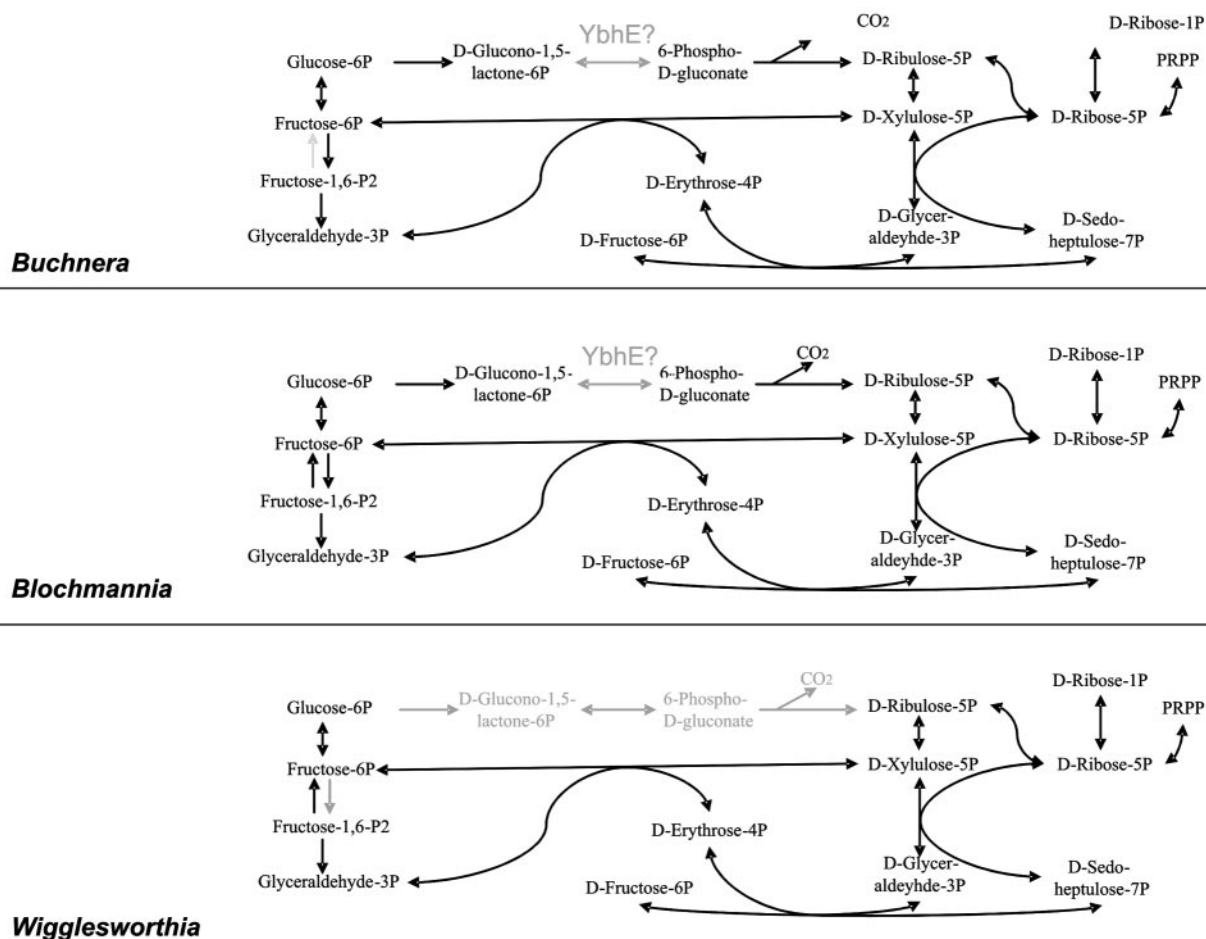 CO2
D-Ribose-1P
YbhE?
Glucose-6P
D-Glucono-1,5-
lactone-6P
6-Phospho-
D-gluconate
D-Ribulose-5P
PRPP
Fructose-6P
D-Xylulose-5P
D-Ribose-5P
Fructose-1,6-P2
D-Erythrose-4P
Glyceraldehyde-3P
D-Fructose-6P
D-Glycer-
aldeyhde-3P
D-Sedo-
heptulose-7P
Buchnera
YbhE?
CO2
D-Ribose-1P
Glucose-6P
D-Glucono-1,5-
lactone-6P
6-Phospho-
D-gluconate
D-Ribulose-5P
PRPP
Fructose-6P
D-Xylulose-5P
D-Ribose-5P
Fructose-1,6-P2
D-Erythrose-4P
Glyceraldehyde-3P
D-Fructose-6P
D-Glycer-
aldeyhde-3P
D-Sedo-
heptulose-7P
Blochmannia
CO2
D-Ribose-1P
Glucose-6P
D-Glucono-1,5-
lactone-6P
6-Phospho-
D-gluconate
D-Ribulose-5P
PRPP
Fructose-6P
D-Xylulose-5P
D-Ribose-5P
Fructose-1,6-P2
D-Erythrose-4P
Glyceraldehyde-3P
D-Fructose-6P
D-Glycer-
aldeyhde-3P
D-Sedo-
heptulose-7P
Wigglesworthia